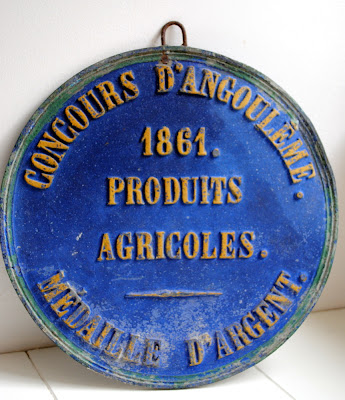 CONCOURS D'ANGOULÊME.
1861.
PRODUITS
AGRICOLES.
MÉDAILLE D'ARGENT.